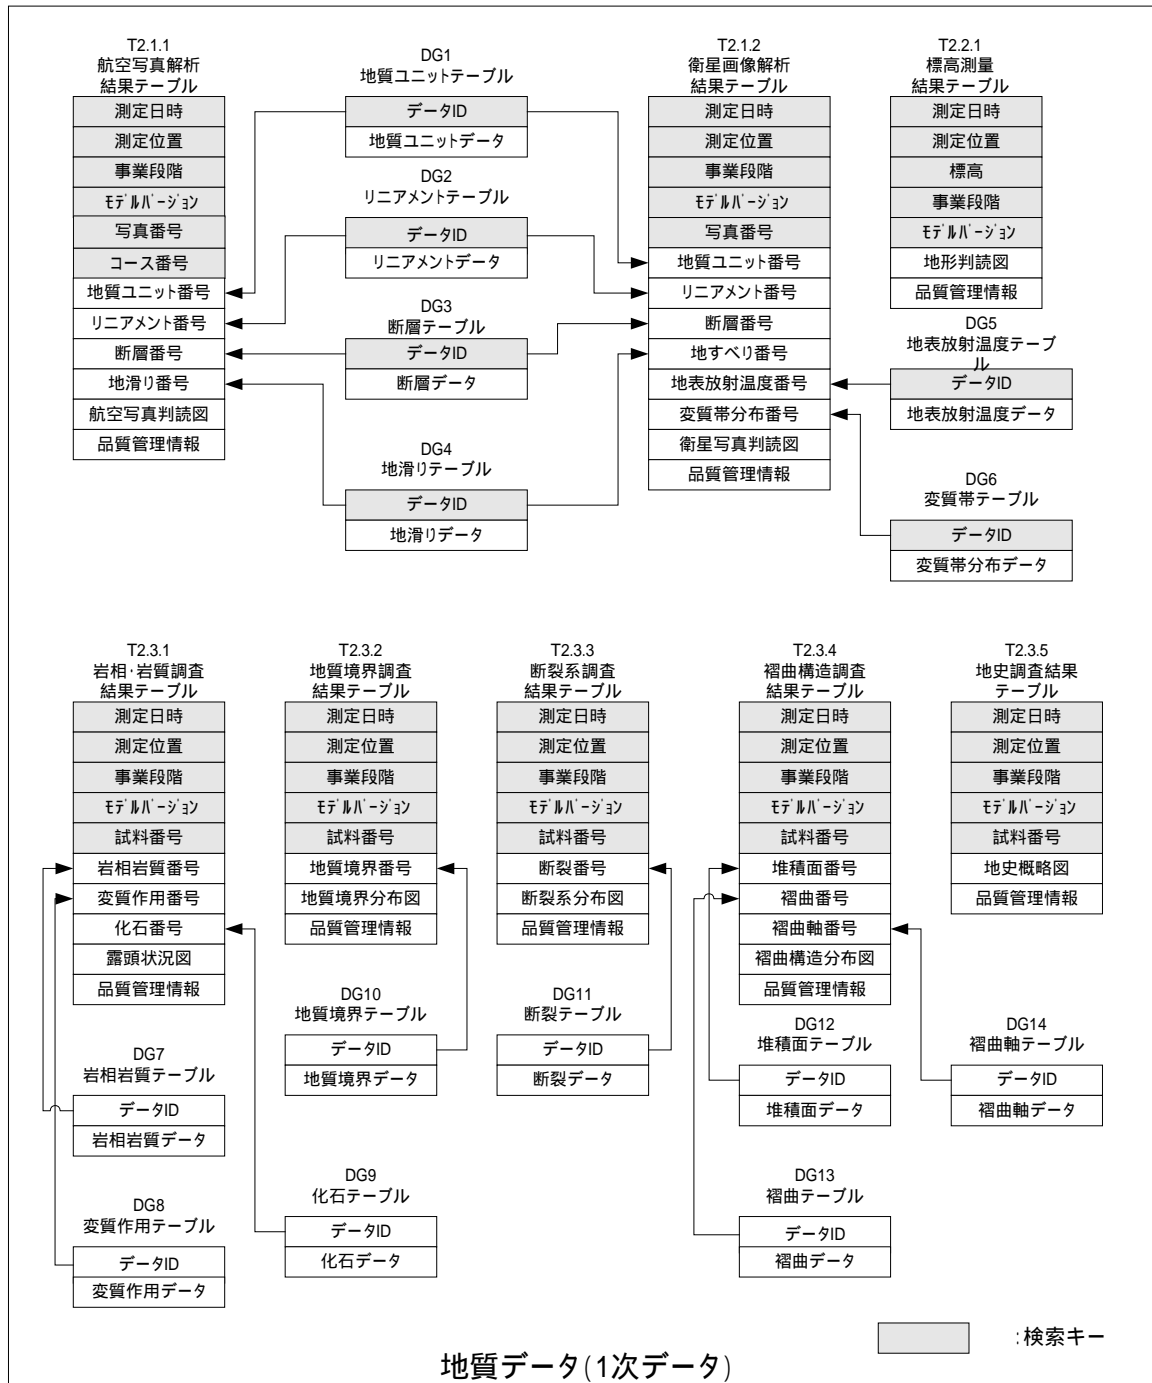 T2.1.1
航空写真解析
結果テーブル
測定日時
測定位置
事業段階
ﾓﾃﾞﾙﾊﾞｰｼﾞｮﾝ
写真番号
コース番号
地質ユニット番号
リニアメント番号
断層番号
地滑り番号
航空写真判読図
品質管理情報
DG1
地質ユニットテーブル
データID
地質ユニットデータ
DG2
リニアメントテーブル
データID
リニアメントデータ
DG3
断層テーブル
データID
断層データ
DG4
地滑りテーブル
データID
地滑りデータ
T2.1.2
衛星画像解析
結果テーブル
測定日時
測定位置
事業段階
ﾓﾃﾞﾙﾊﾞｰｼﾞｮﾝ
写真番号
地質ユニット番号
リニアメント番号
断層番号
地すべり番号
地表放射温度番号
変質帯分布番号
衛星写真判読図
品質管理情報
T2.2.1
標高測量
結果テーブル
測定日時
測定位置
標高
事業段階
ﾓﾃﾞﾙﾊﾞｰｼﾞｮﾝ
地形判読図
品質管理情報
DG5
地表放射温度テーブ
ル
データID
地表放射温度データ
DG6
変質帯テーブル
データID
変質帯分布データ
T2.3.1
岩相･岩質調査
結果テーブル
測定日時
測定位置
事業段階
ﾓﾃﾞﾙﾊﾞｰｼﾞｮﾝ
試料番号
岩相岩質番号
変質作用番号
化石番号
露頭状況図
品質管理情報
DG7
岩相岩質テーブル
データID
岩相岩質データ
DG8
変質作用テーブル
データID
変質作用データ
T2.3.2
地質境界調査
結果テーブル
測定日時
測定位置
事業段階
ﾓﾃﾞﾙﾊﾞｰｼﾞｮﾝ
試料番号
地質境界番号
地質境界分布図
品質管理情報
DG10
地質境界テーブル
データID
地質境界データ
DG9
化石テーブル
データID
化石データ
T2.3.3
断裂系調査
結果テーブル
測定日時
測定位置
事業段階
ﾓﾃﾞﾙﾊﾞｰｼﾞｮﾝ
試料番号
断裂番号
断裂系分布図
品質管理情報
DG11
断裂テーブル
データID
断裂データ
T2.3.4
褶曲構造調査
結果テーブル
測定日時
測定位置
事業段階
ﾓﾃﾞﾙﾊﾞｰｼﾞｮﾝ
試料番号
堆積面番号
褶曲番号
褶曲軸番号
褶曲構造分布図
品質管理情報
DG12
堆積面テーブル
データID
堆積面データ
DG13
褶曲テーブル
データID
褶曲データ
T2.3.5
地史調査結果
テーブル
測定日時
測定位置
事業段階
ﾓﾃﾞﾙﾊﾞｰｼﾞｮﾝ
試料番号
地史概略図
品質管理情報
DG14
褶曲軸テーブル
データID
褶曲軸データ
:検索キー
地質データ(1次データ)